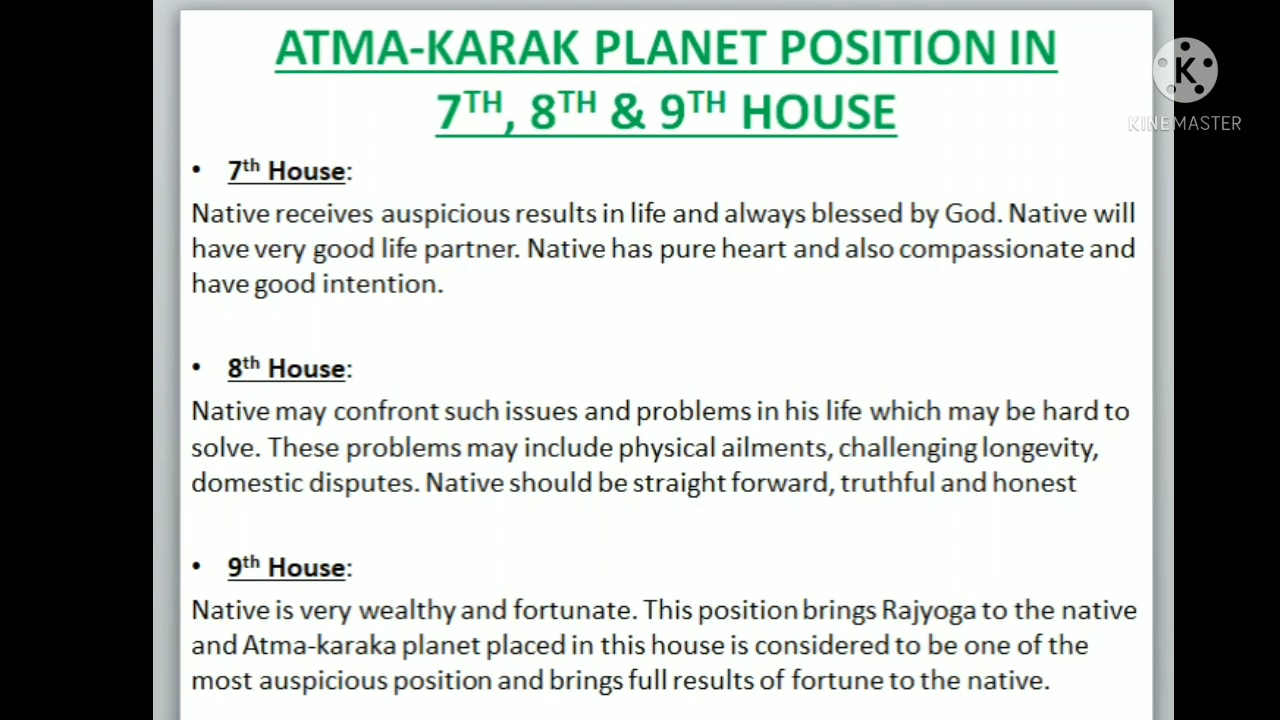 ATMA-KARAK PLANET POSITION IN
7TH, 8TH & 9TH HOUSE
K
KINEMASTER
• 7th House:
Native receives auspicious results in life and always blessed by God. Native will
have very good life partner. Native has pure heart and also compassionate and
have good intention.
• 8th House:
Native may confront such issues and problems in his life which may be hard to
solve. These problems may include physical ailments, challenging longevity,
domestic disputes. Native should be straight forward, truthful and honest
• 9th House:
Native is very wealthy and fortunate. This position brings Rajyoga to the native
and Atma-karaka planet placed in this house is considered to be one of the
most auspicious position and brings full results of fortune to the native.